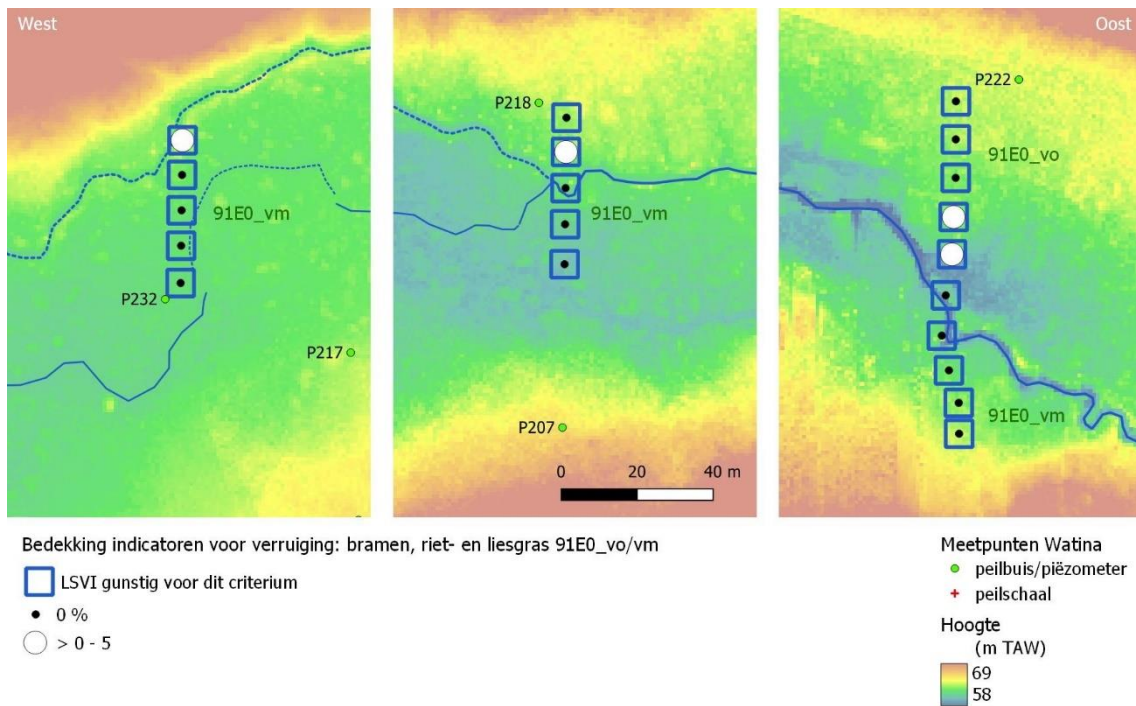 West
P232
91E0_vm
P217
P218
91E0_vm
P207
0 20 40 m
Oost
P222
91E0_vo
91E0_vm
Bedekking indicatoren voor verruiging: bramen, riet- en liesgras 91E0_vo/vm
LSVI gunstig voor dit criterium
0 %
> 0 - 5
Meetpunten Watina
peilbuis/piëzometer
peilschaal
Hoogte
(m TAW)
69
58